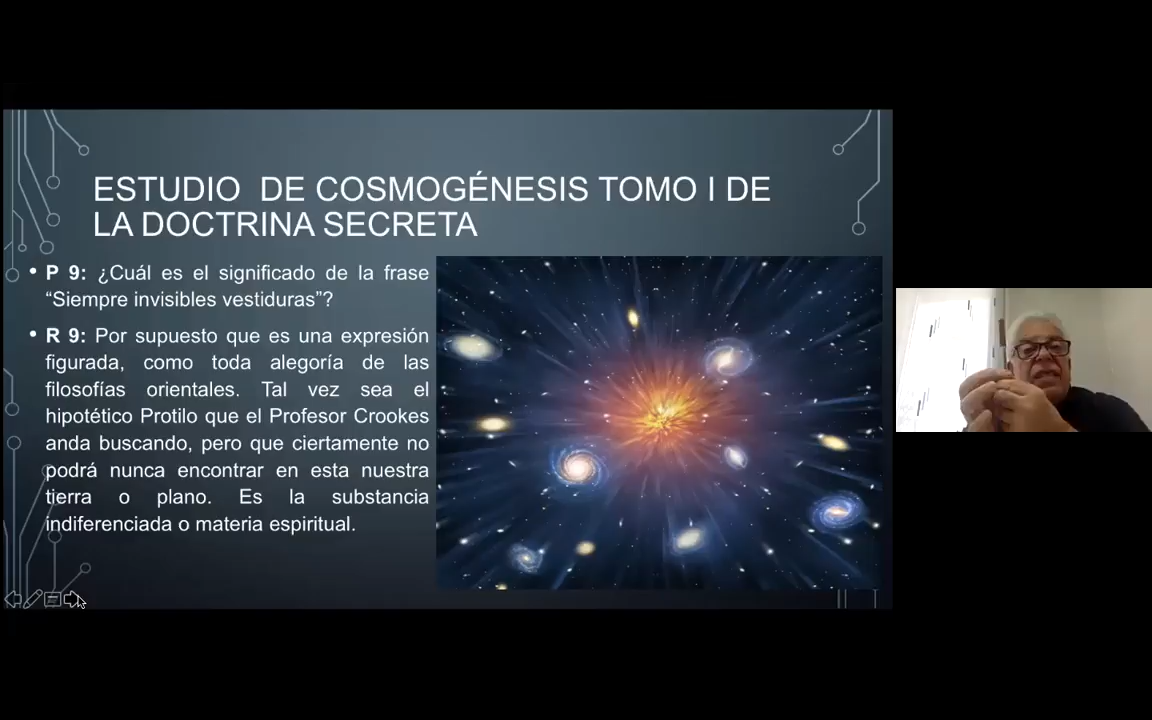 ESTUDIO DE COSMOGÉNESIS TOMO I DE
LA DOCTRINA SECRETA
• P 9: ¿Cuál es el significado de la frase
“Siempre invisibles vestiduras”?
• R 9: Por supuesto que es una expresión
figurada, como toda alegoría de las
filosofías orientales. Tal vez sea el
hipotético Protilo que el Profesor Crookes
anda buscando, pero que ciertamente no
podrá nunca encontrar en esta nuestra
tierra o plano. Es la substancia
indiferenciada o materia espiritual.